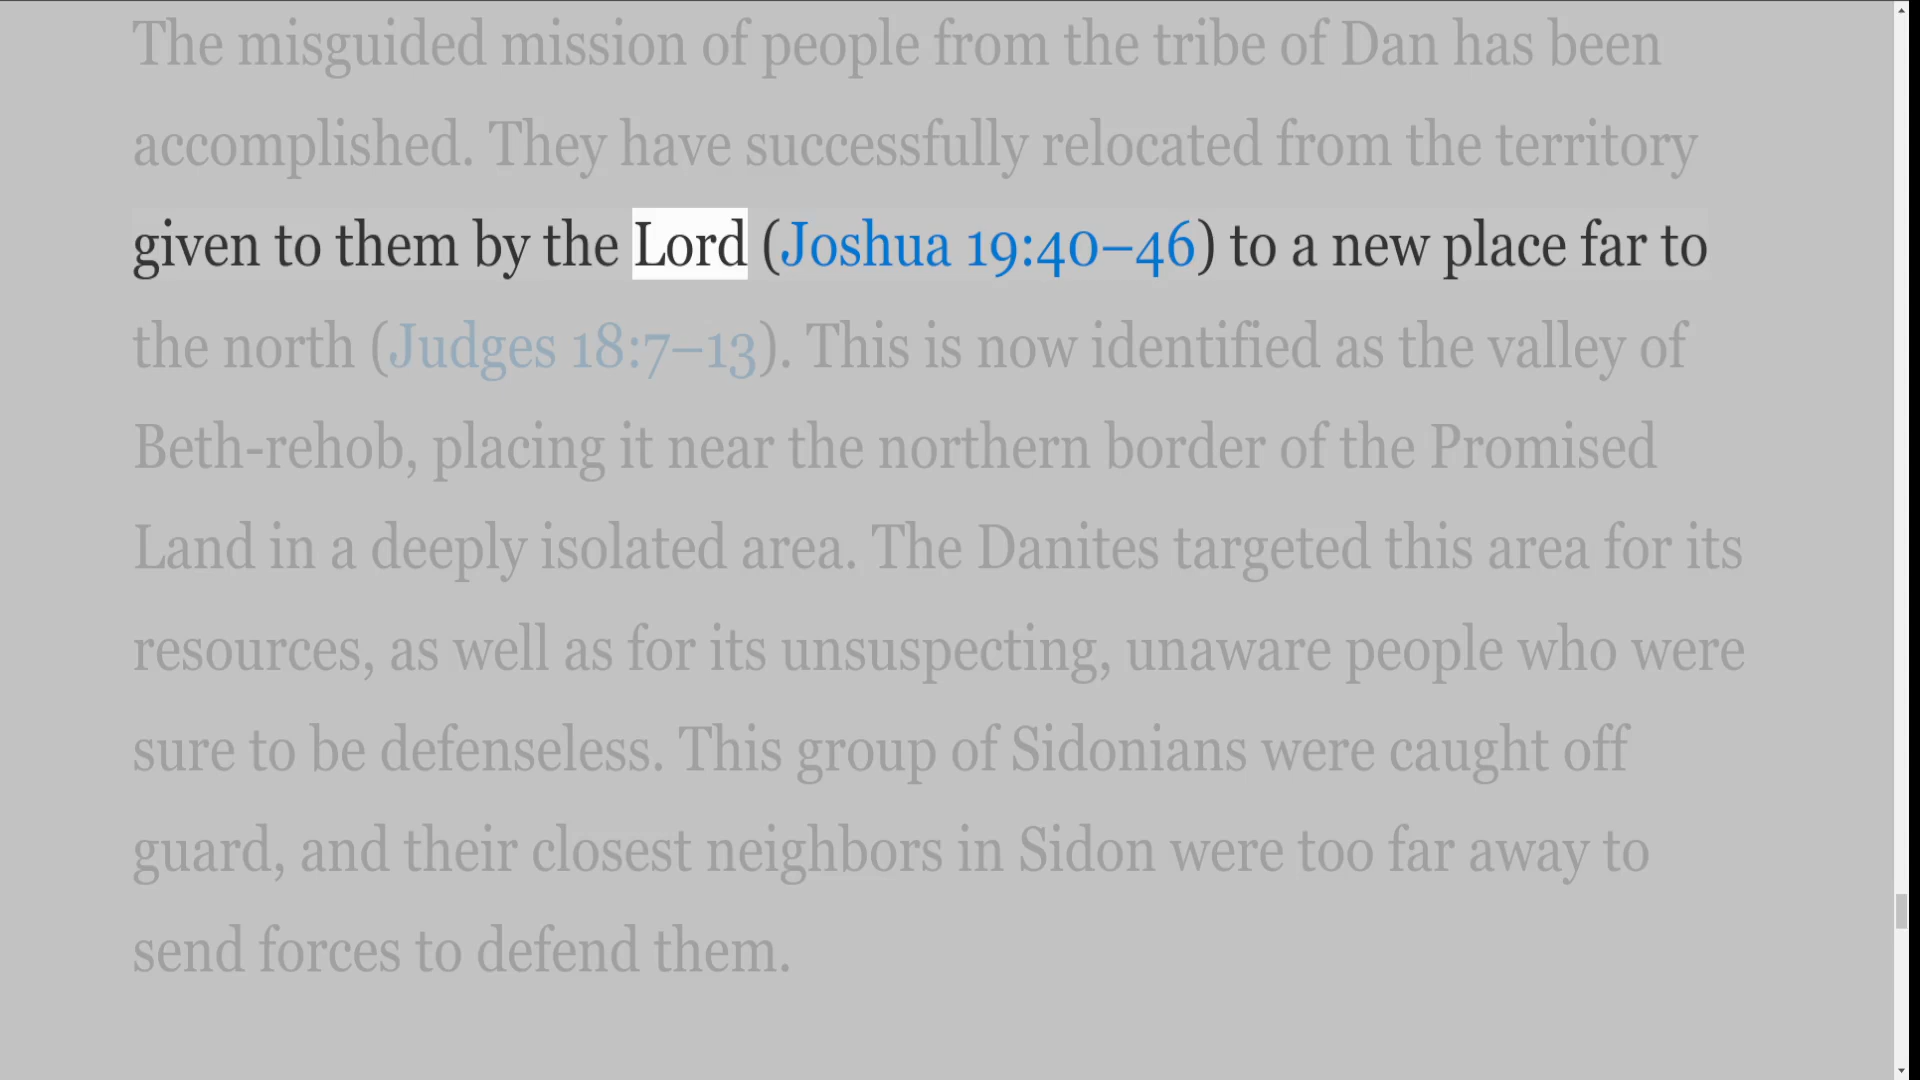 The misguided mission of people from the tribe of Dan has been
accomplished. They have successfully relocated from the territory
given to them by the Lord (Joshua 19:40–46) to a new place far to
the north (Judges 18:7–13). This is now identified as the valley of
Beth-rehob, placing it near the northern border of the Promised
Land in a deeply isolated area. The Danites targeted this area for its
resources, as well as for its unsuspecting, unaware people who were
sure to be defenseless. This group of Sidonians were caught off
guard, and their closest neighbors in Sidon were too far away to
send forces to defend them.